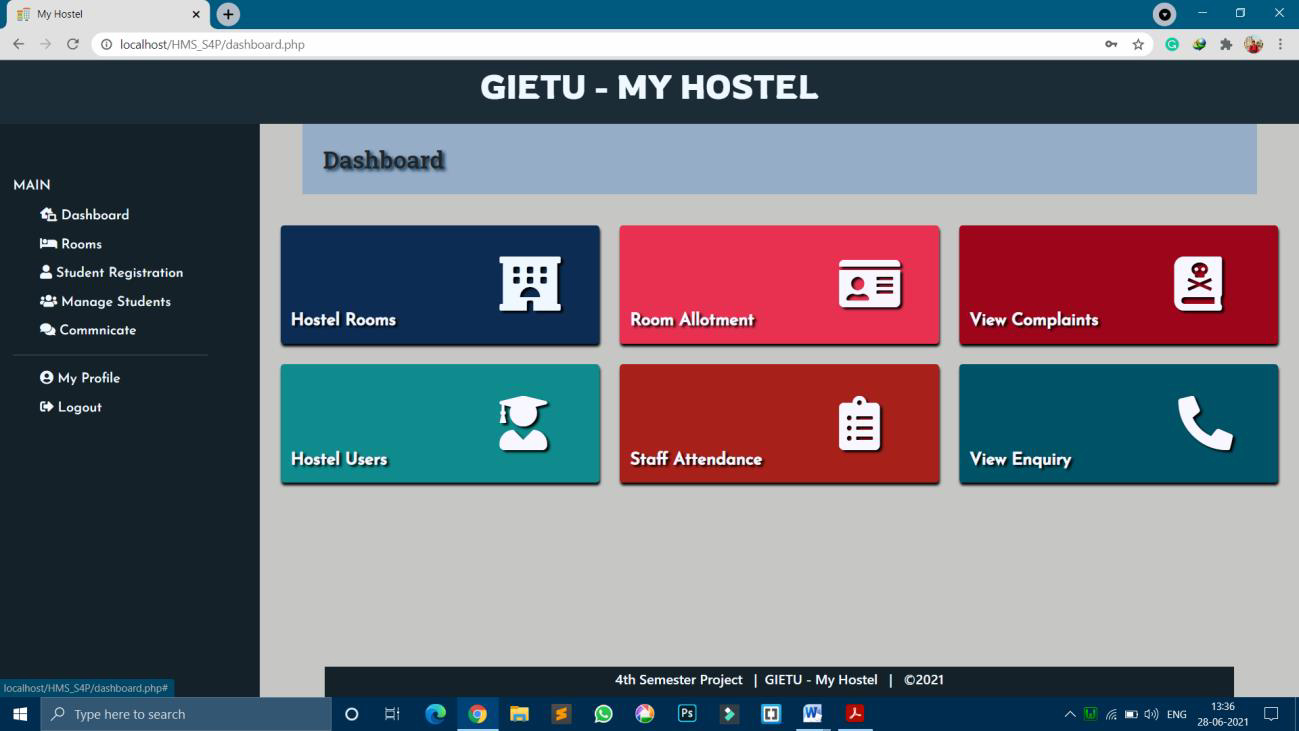 My Hostel
localhost/HMS_S4P/dashboard.php
GIETU - MY HOSTEL
MAIN
Dashboard
Rooms
Student Registration
Manage Students
Commnicate
My Profile
Logout
Dashboard
Hostel Rooms
Room Allotment
View Complaints
Hostel Users
Staff Attendance
View Enquiry
4th Semester Project | GIETU - My Hostel | ©2021
localhost/HMS_S4P/dashboard.php#
Type here to search
Ps
W
ENG
13:36
28-06-2021